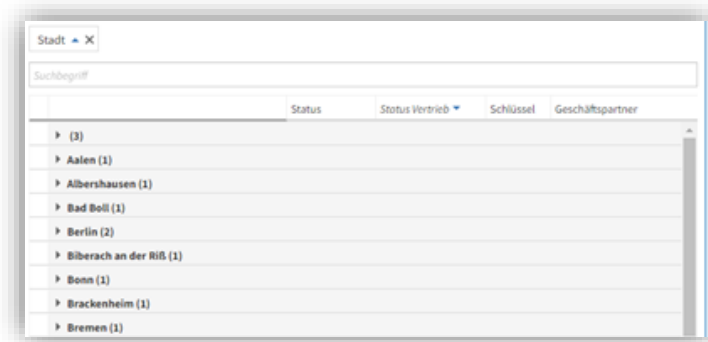 Stadt
Suchbegriff
Status Status Vertrieb Schlüssel Geschäftspartner
(3)
Aalen (1)
Albershausen (1)
Bad Boll (1)
Berlin (2)
Biberach an der Riß (1)
Bonn (1)
Brackenheim (1)
Bremen (1)